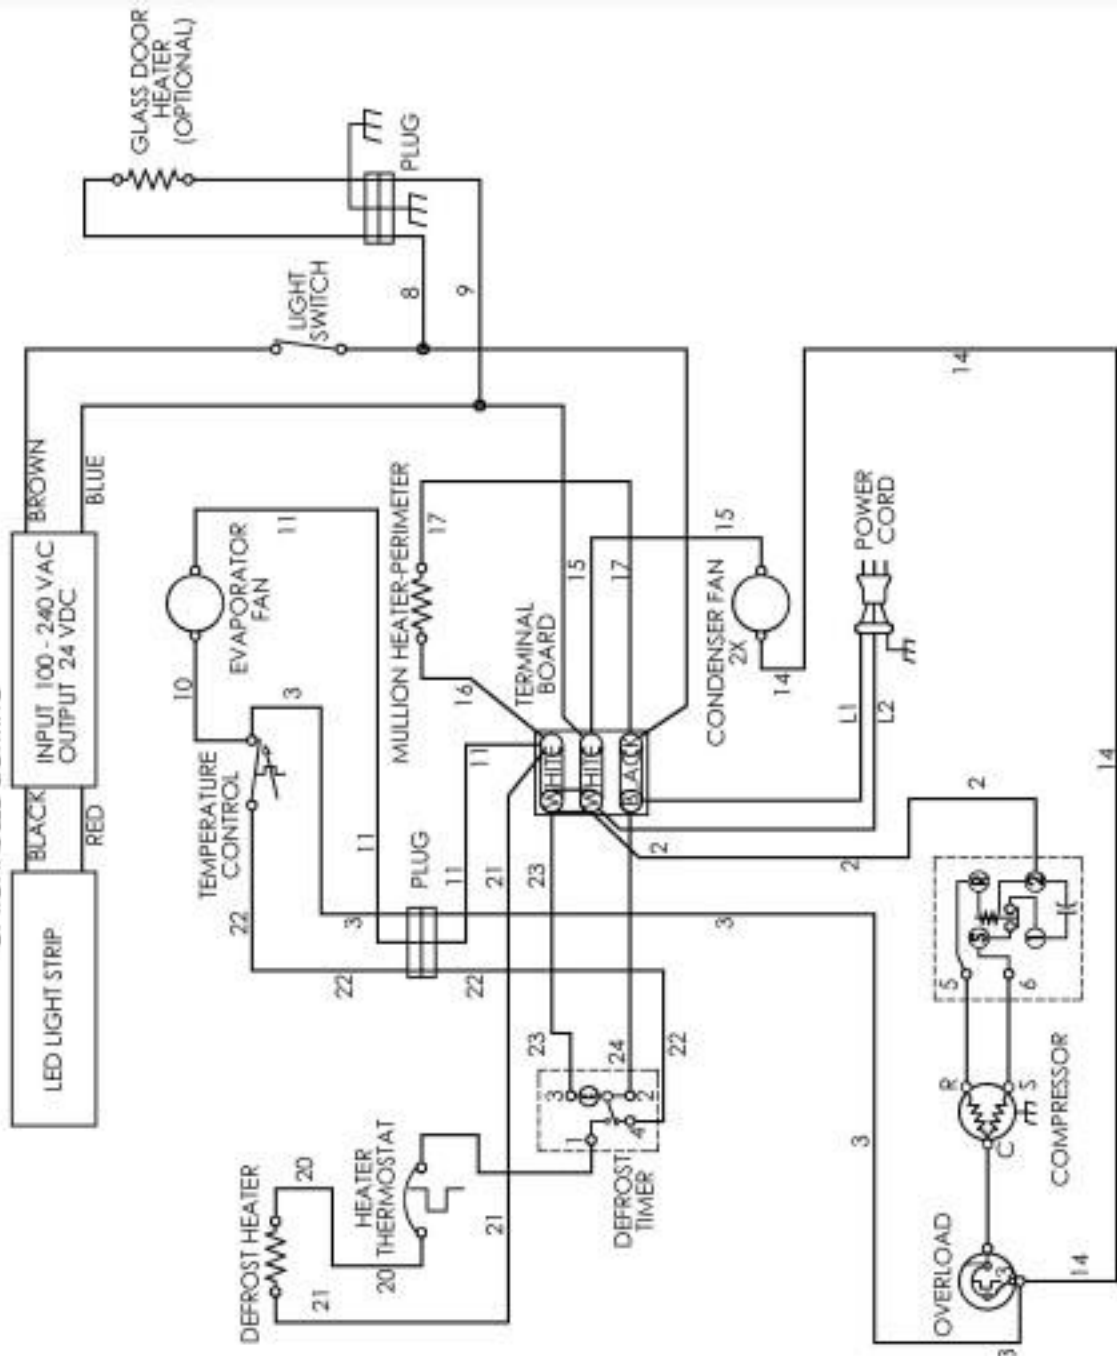 GLASS DOOR
HEATER
(OPTIONAL)
PLUG
LIGHT
SWITCH
8
9
BROWN
BLUE
INPUT 100 - 240 VAC
OUTPUT 24 VDC
BLACK
RED
LED LIGHT STRIP
11
EVAPORATOR
FAN
10
3
TEMPERATURE
CONTROL
22
MULLION HEATER-PERIMETER
17
16
15
17
15
14
TERMINAL
BOARD
WHITE
WHITE
BLACK
CONDENSER FAN
2X
14
POWER
CORD
L1
L2
11
11
PLUG
11
21
23
2
2
2
14
3
3
22
22
23
24
22
3
1
2
4
DEFROST
TIMER
DEFROST HEATER
20
HEATER
THERMOSTAT
20
21
21
R
2
S
1
5
6
COMPRESSOR
R
S
C
3
OVERLOAD
1
3
14
3